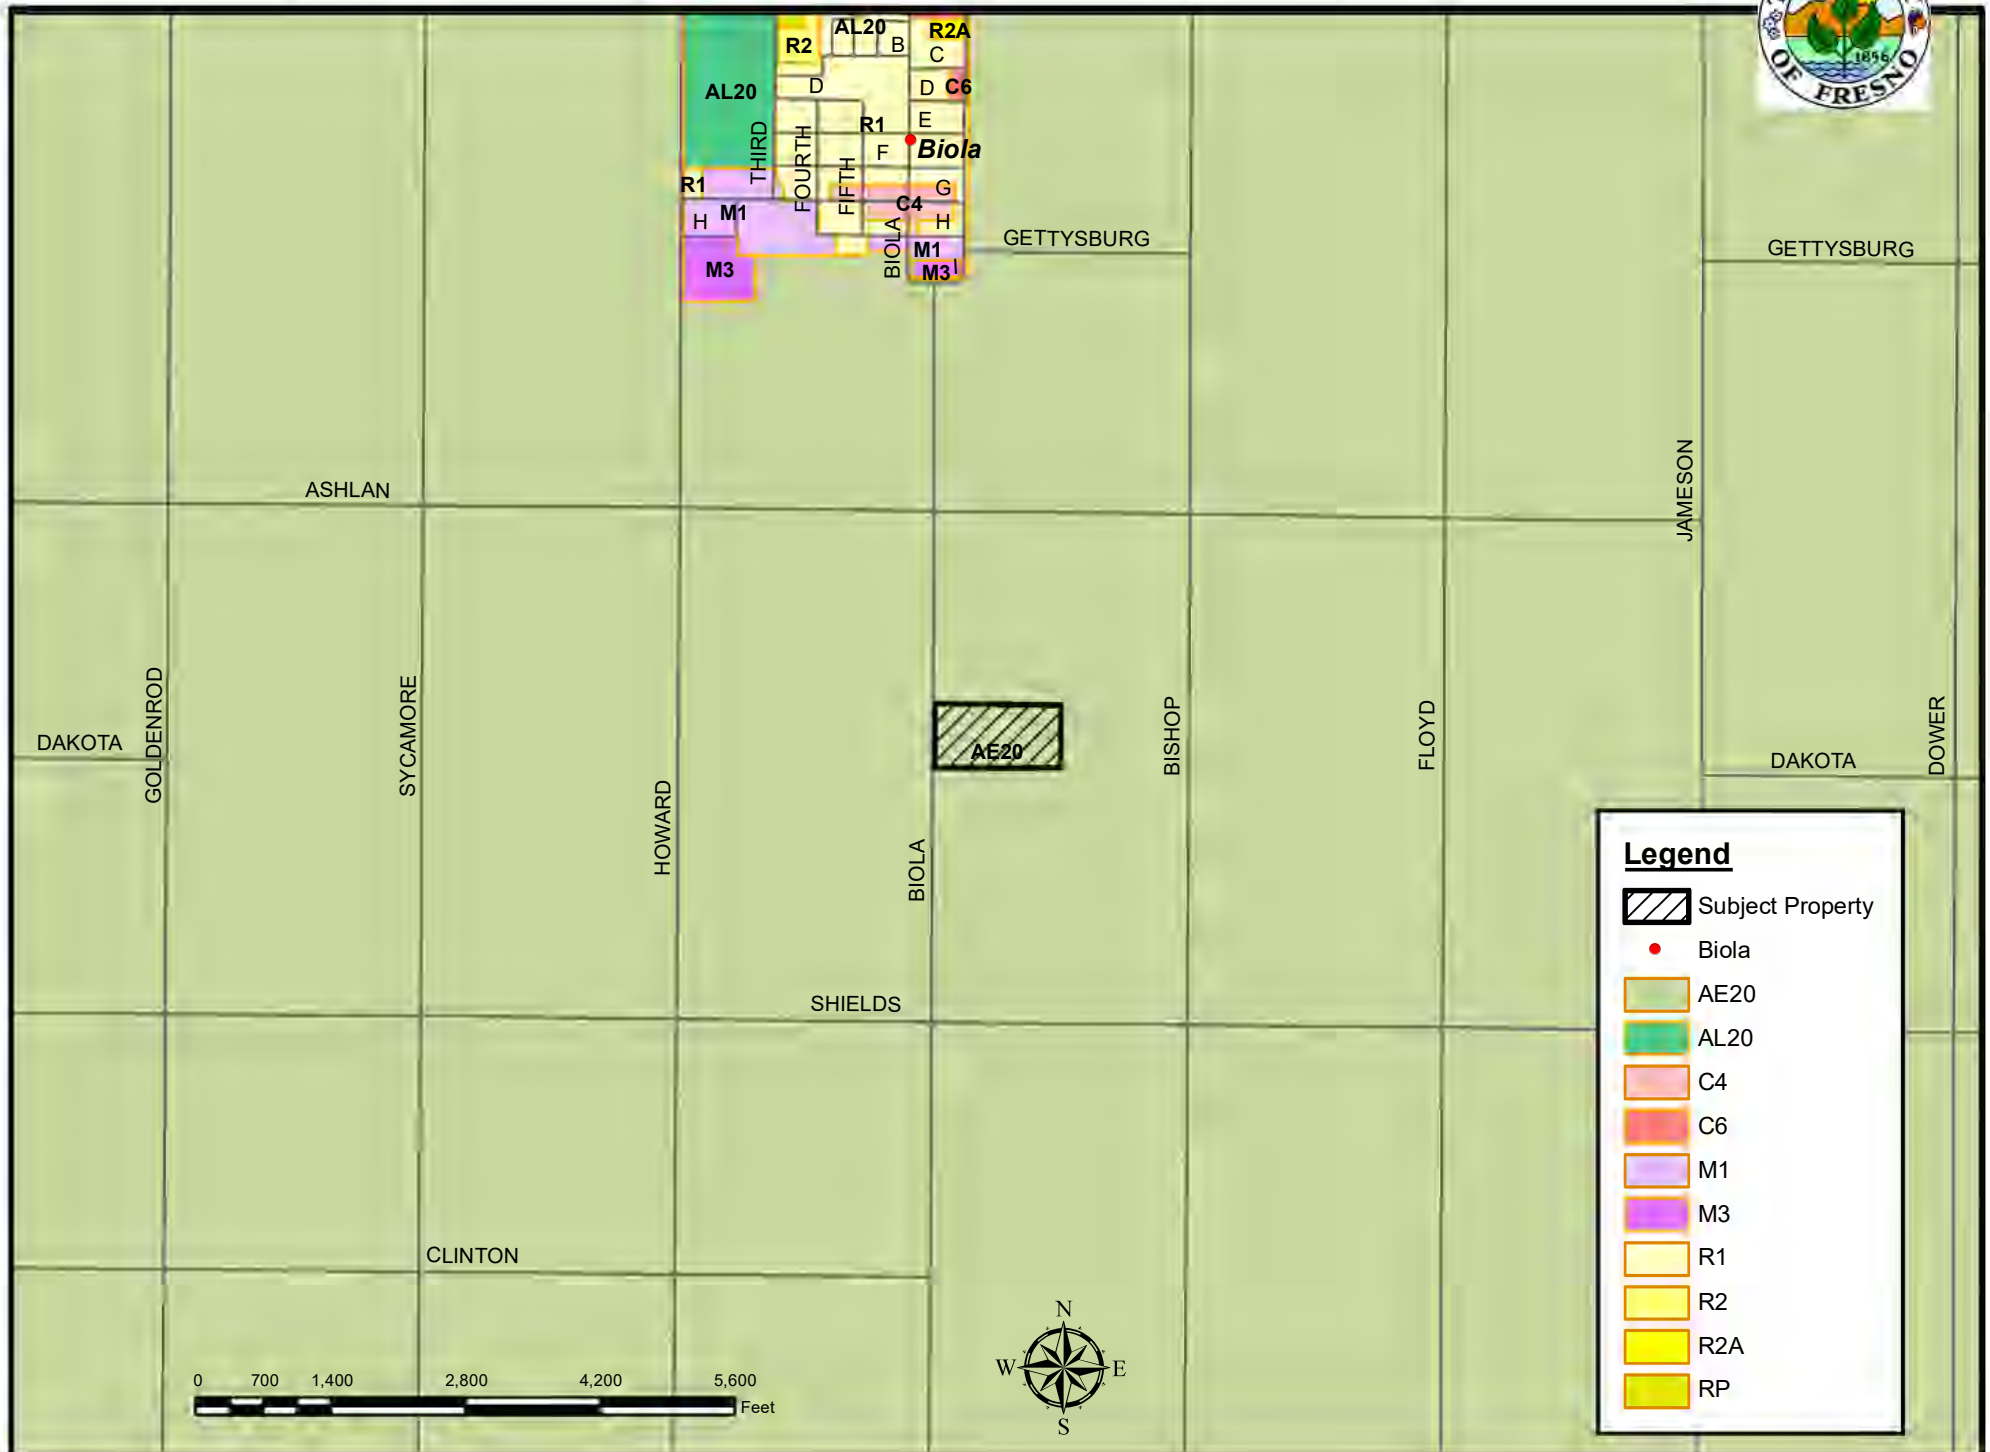 AL20
R2A
R2
B
C
1856
OF FRESNO
AL20
D
D
C6
R1
E
THIRD
FOURTH
FIFTH
F
Biola
R1
G
M1
C4
H
H
BIOLA
GETTYSBURG
M1
GETTYSBURG
M3
M3
I
ASHLAN
JAMESON
GOLDENROD
SYCAMORE
HOWARD
BIOLA
BISHOP
FLOYD
DOWER
DAKOTA
AE20
DAKOTA
SHIELDS
CLINTON
Legend
Subject Property
Biola
AE20
AL20
C4
C6
M1
M3
R1
R2
R2A
RP
N
W E
S
0 700 1,400 2,800 4,200 5,600
Feet